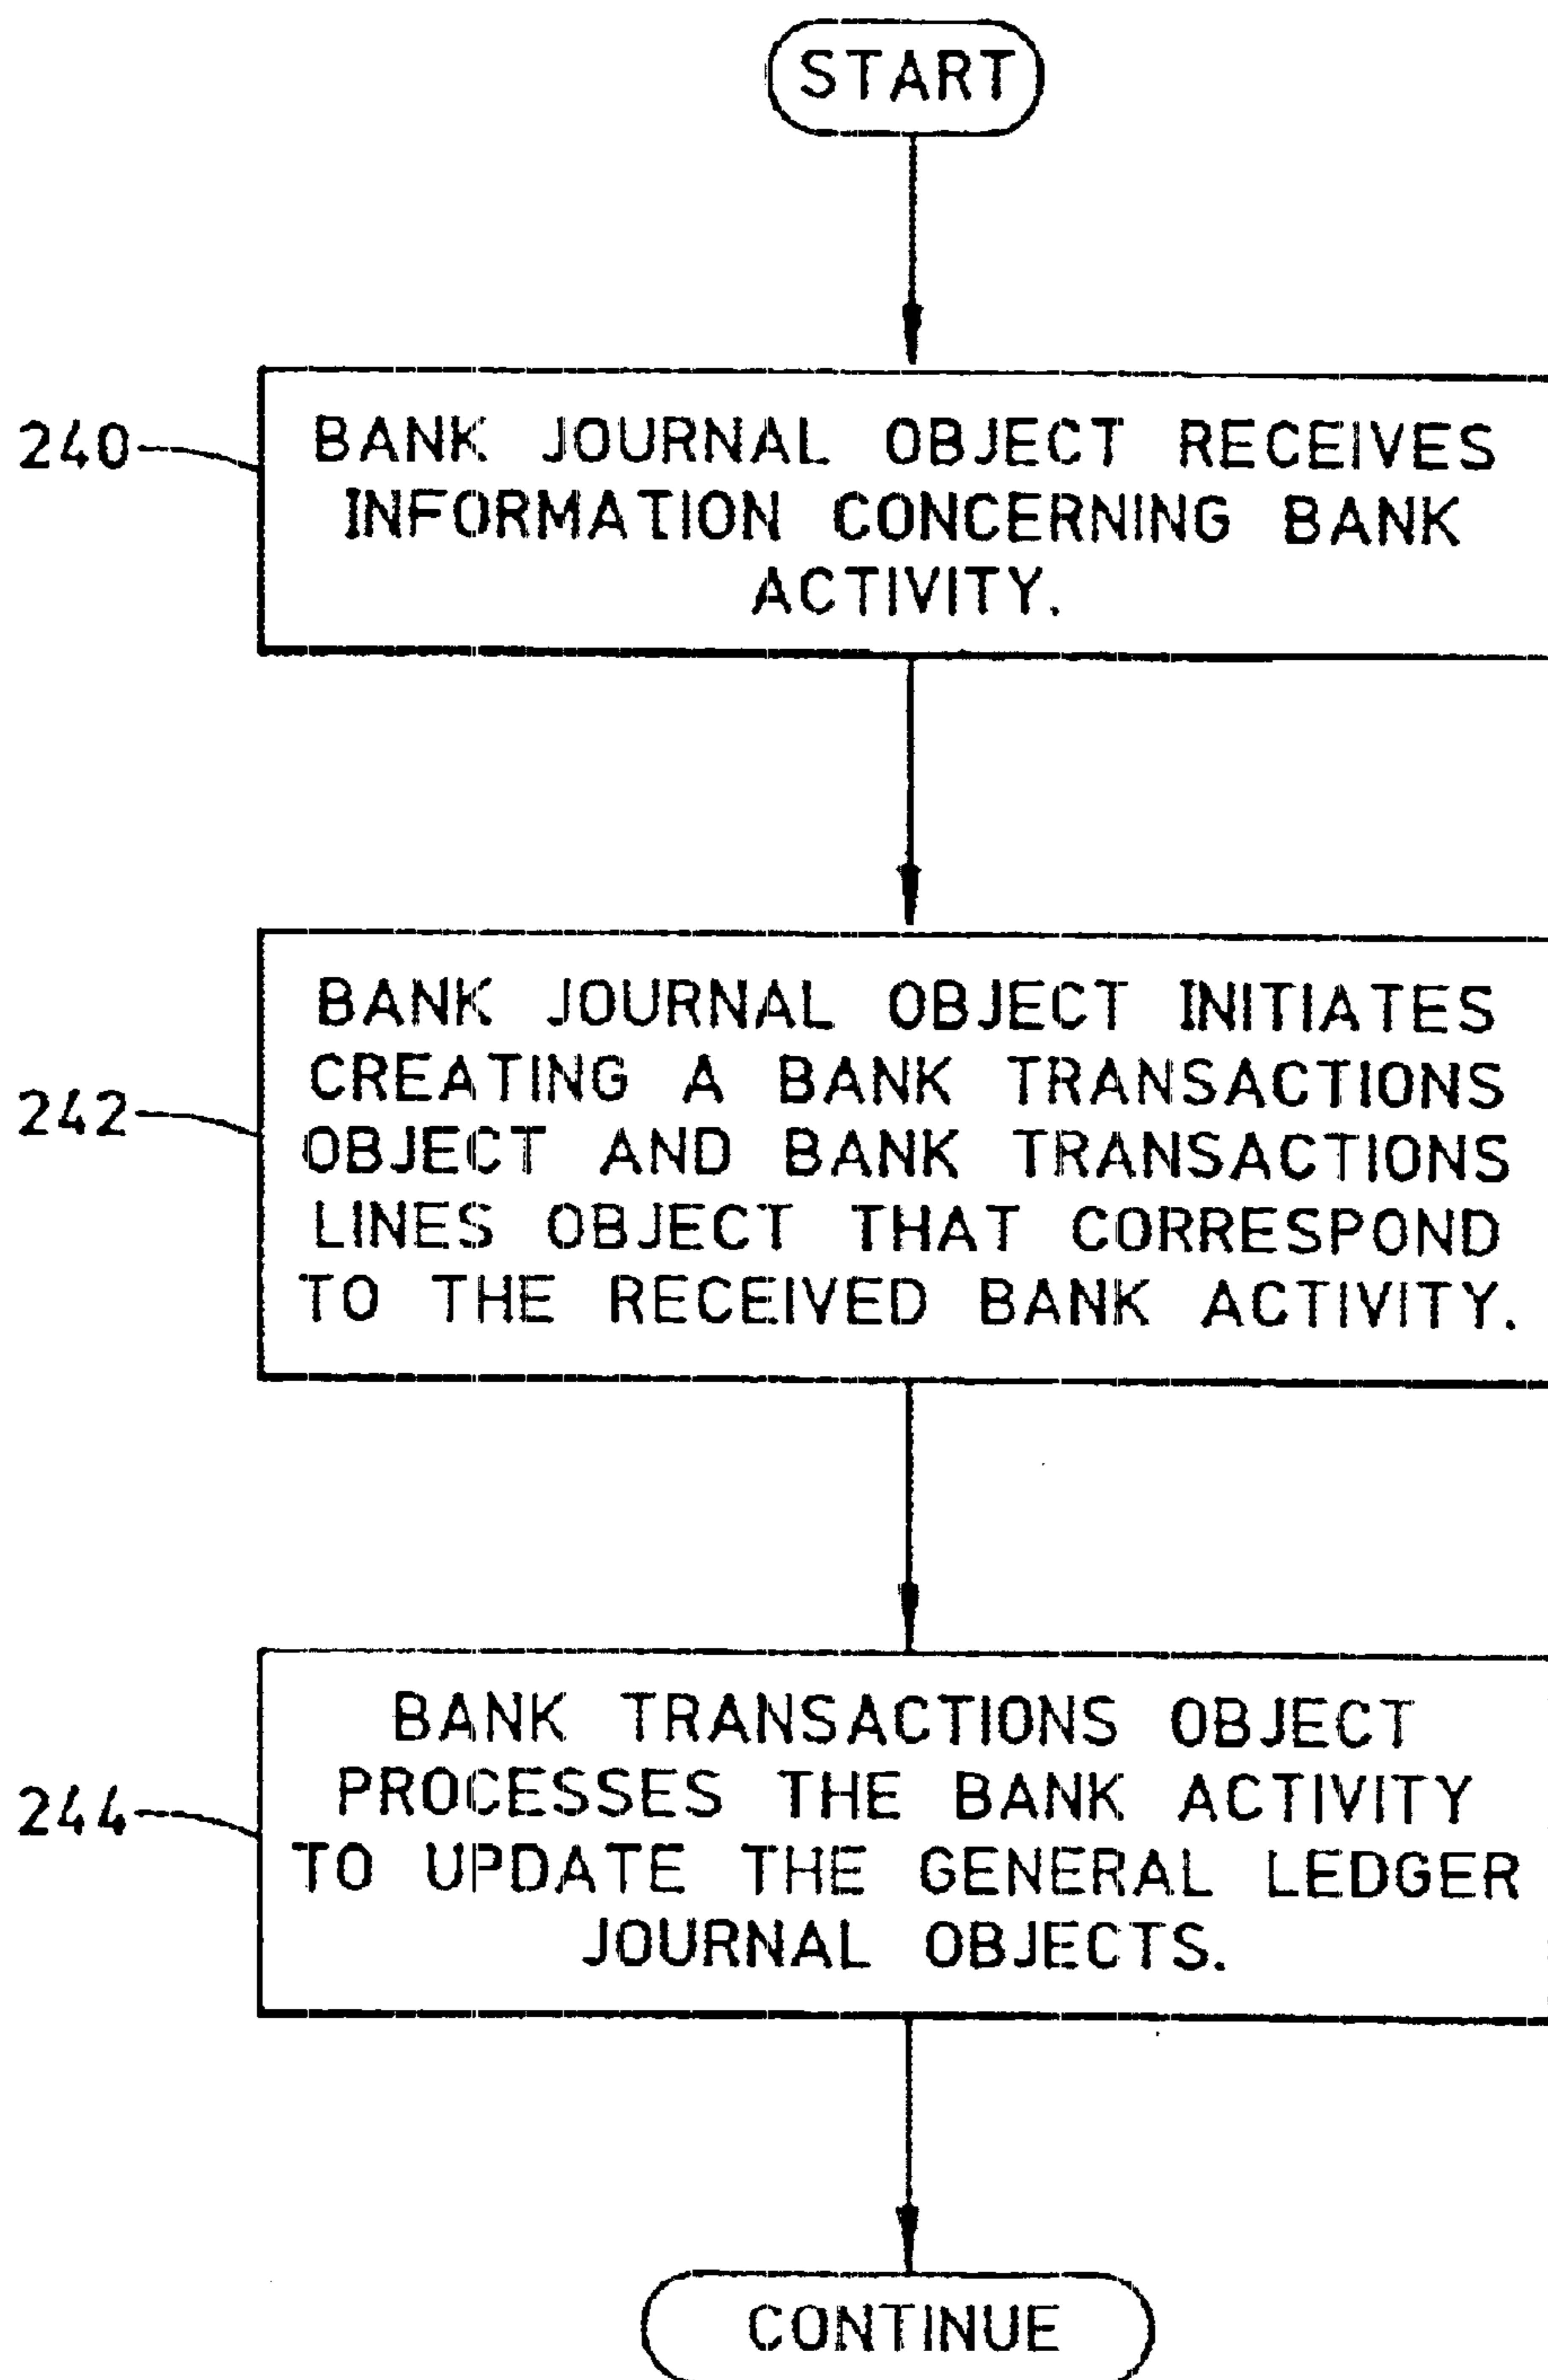 START
240
BANK JOURNAL OBJECT RECEIVES
INFORMATION CONCERNING BANK
ACTIVITY.
242
BANK JOURNAL OBJECT INITIATES
CREATING A BANK TRANSACTIONS
OBJECT AND BANK TRANSACTIONS
LINES OBJECT THAT CORRESPOND
TO THE RECEIVED BANK ACTIVITY.
244
BANK TRANSACTIONS OBJECT
PROCESSES THE BANK ACTIVITY
TO UPDATE THE GENERAL LEDGER
JOURNAL OBJECTS.
CONTINUE